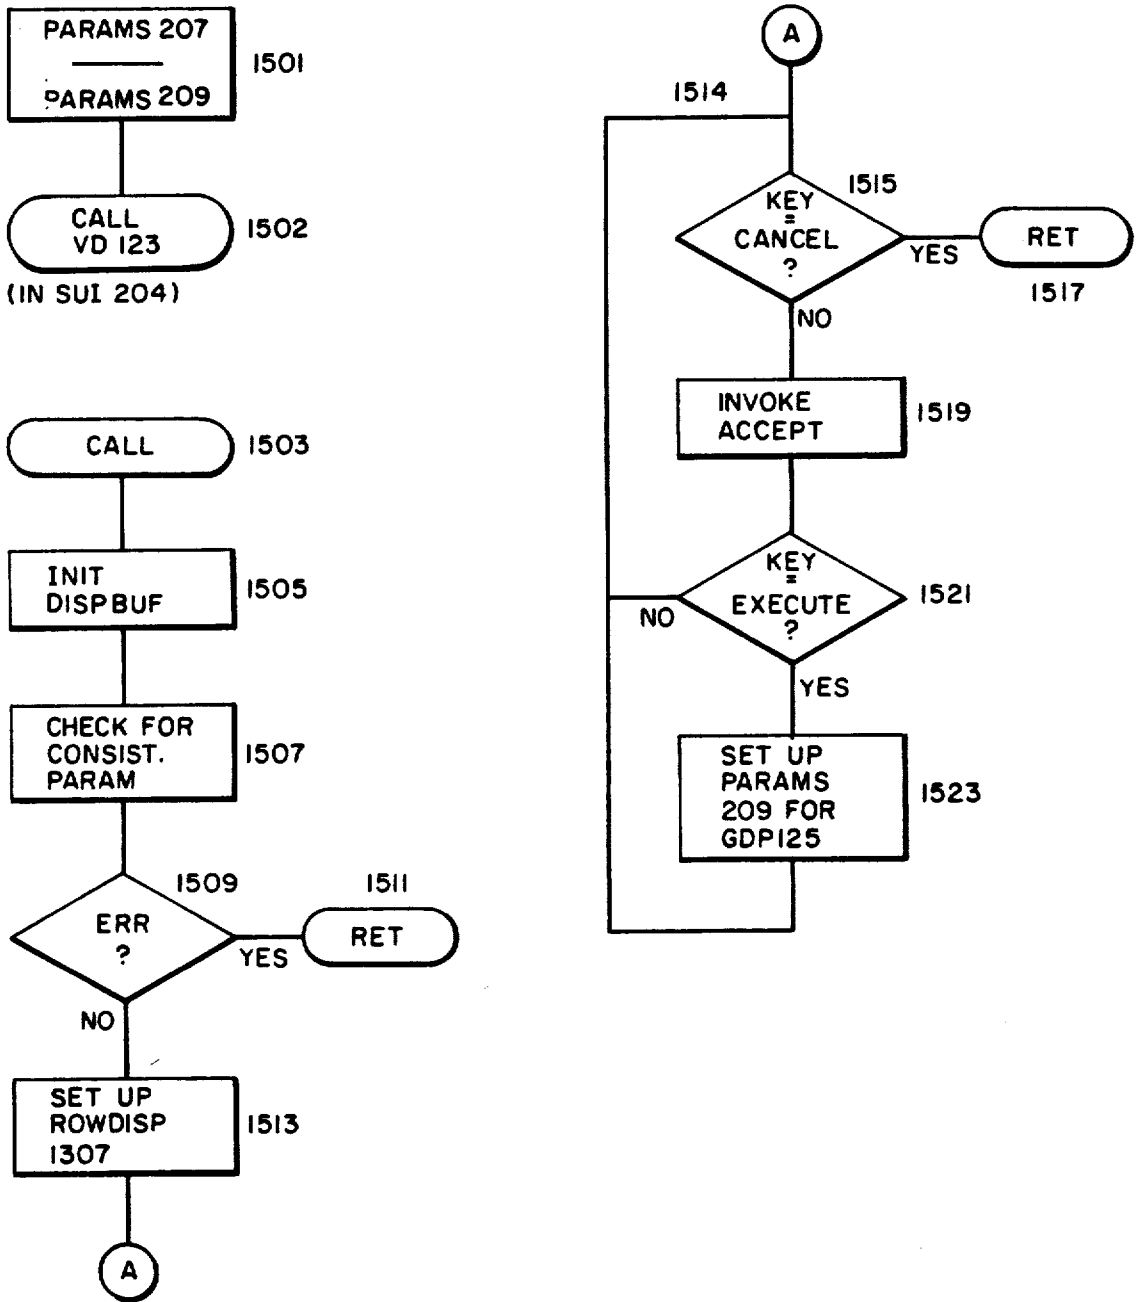 PARAMS 207
PARAMS 209
1501
CALL
VD 123
1502
(IN SUI 204)
CALL
1503
INIT
DISPBUF
1505
CHECK FOR
CONSIST.
PARAM
1507
1509
ERR
?
YES
1511
RET
NO
SET UP
ROWDISP
1307
1513
A
A
1514
1515
KEY
=
CANCEL
?
YES
RET
1517
NO
INVOKE
ACCEPT
1519
KEY
=
EXECUTE
?
1521
NO
YES
SET UP
PARAMS
209 FOR
GDP125
1523